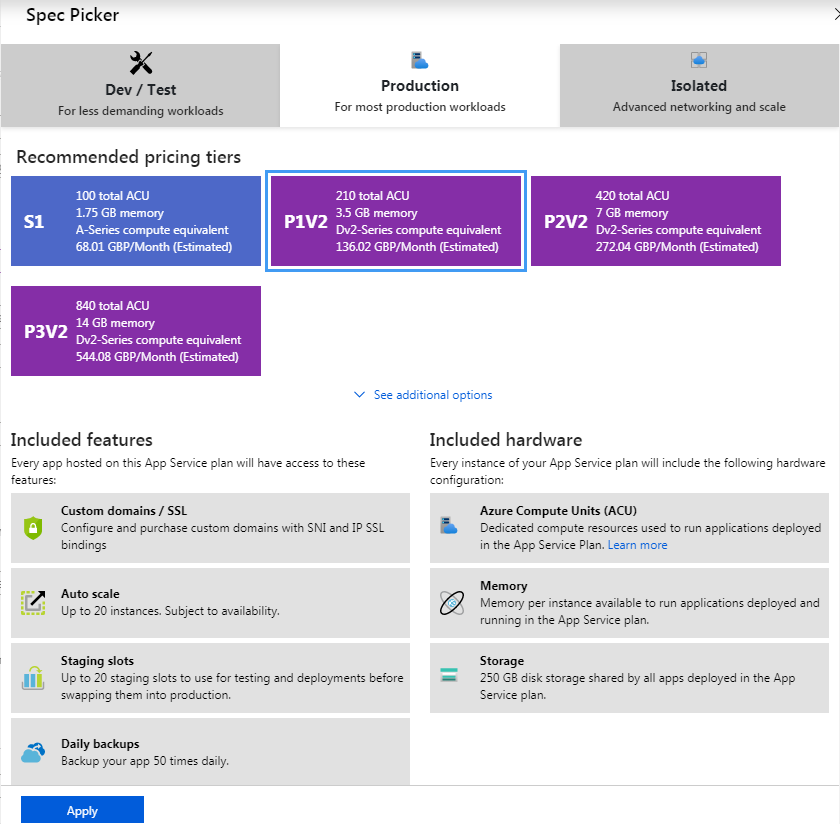 Spec Picker
Dev / Test
For less demanding workloads
Production
For most production workloads
Isolated
Advanced networking and scale
Recommended pricing tiers
S1
100 total ACU
1.75 GB memory
A-Series compute equivalent
68.01 GBP/Month (Estimated)
P1V2
210 total ACU
3.5 GB memory
Dv2-Series compute equivalent
136.02 GBP/Month (Estimated)
P2V2
420 total ACU
7 GB memory
Dv2-Series compute equivalent
272.04 GBP/Month (Estimated)
P3V2
840 total ACU
14 GB memory
Dv2-Series compute equivalent
544.08 GBP/Month (Estimated)
See additional options
Included features
Every app hosted on this App Service plan will have access to these
features:
Custom domains / SSL
Configure and purchase custom domains with SNI and IP SSL
bindings
Auto scale
Up to 20 instances. Subject to availability.
Staging slots
Up to 20 staging slots to use for testing and deployments before
swapping them into production.
Daily backups
Backup your app 50 times daily.
Included hardware
Every instance of your App Service plan will include the following hardware
configuration:
Azure Compute Units (ACU)
Dedicated compute resources used to run applications deployed
in the App Service Plan. Learn more
Memory
Memory per instance available to run applications deployed and
running in the App Service plan.
Storage
250 GB disk storage shared by all apps deployed in the App
Service plan.
Apply